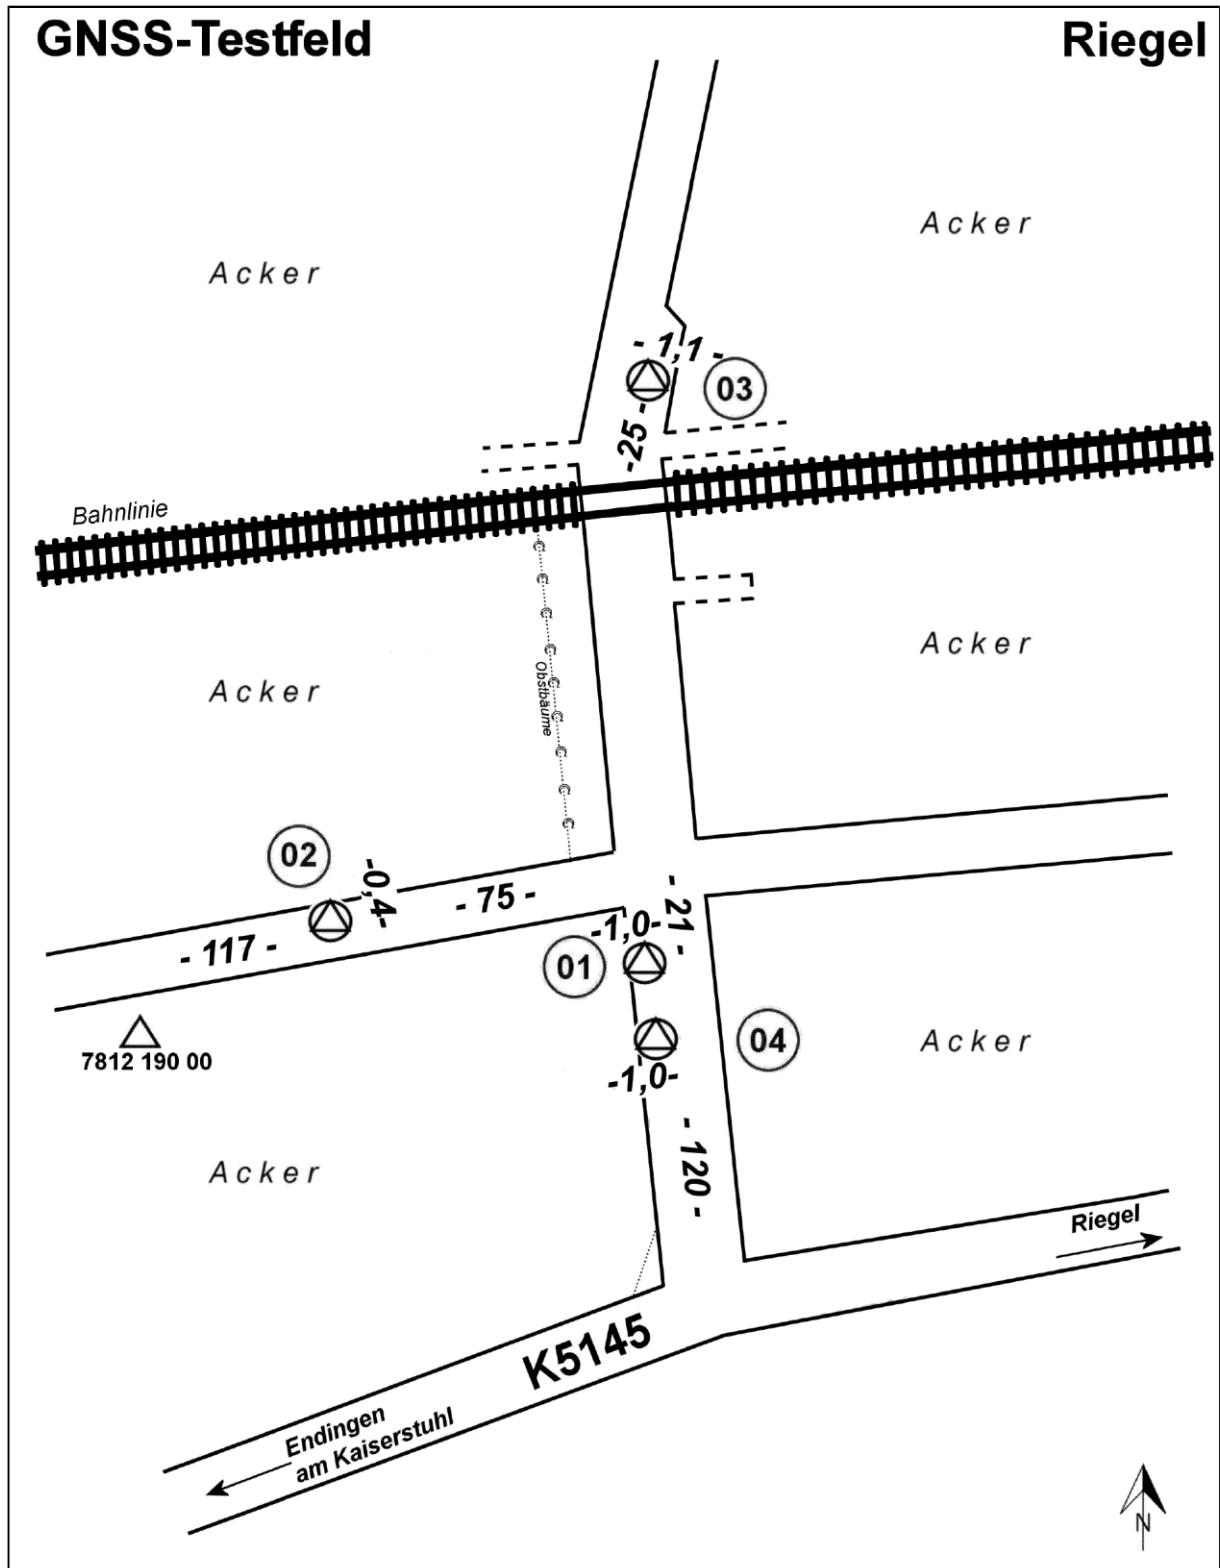 GNSS-Testfeld
Riegel
Acker
Acker
- 1,1 -
03
-25-
Bahnlinie
Acker
Acker
Obstbäume
02
-0,4-
- 75 -
- 21 -
- 117 -
-1,0-
01
7812 190 00
04
Acker
-1,0-
Acker
- 120 -
Riegel
K5145
Endingen
am Kaiserstuhl
N